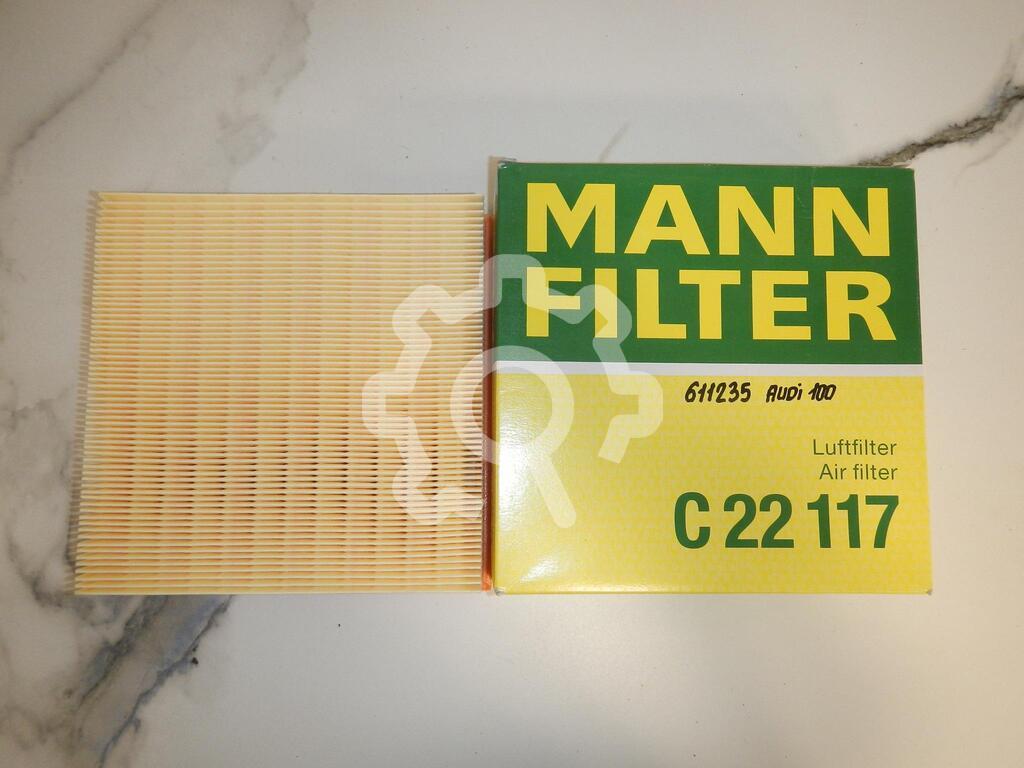 MANN
FILTER
611235 AUDi 100
Luftfilter
Air filter
C 22 117